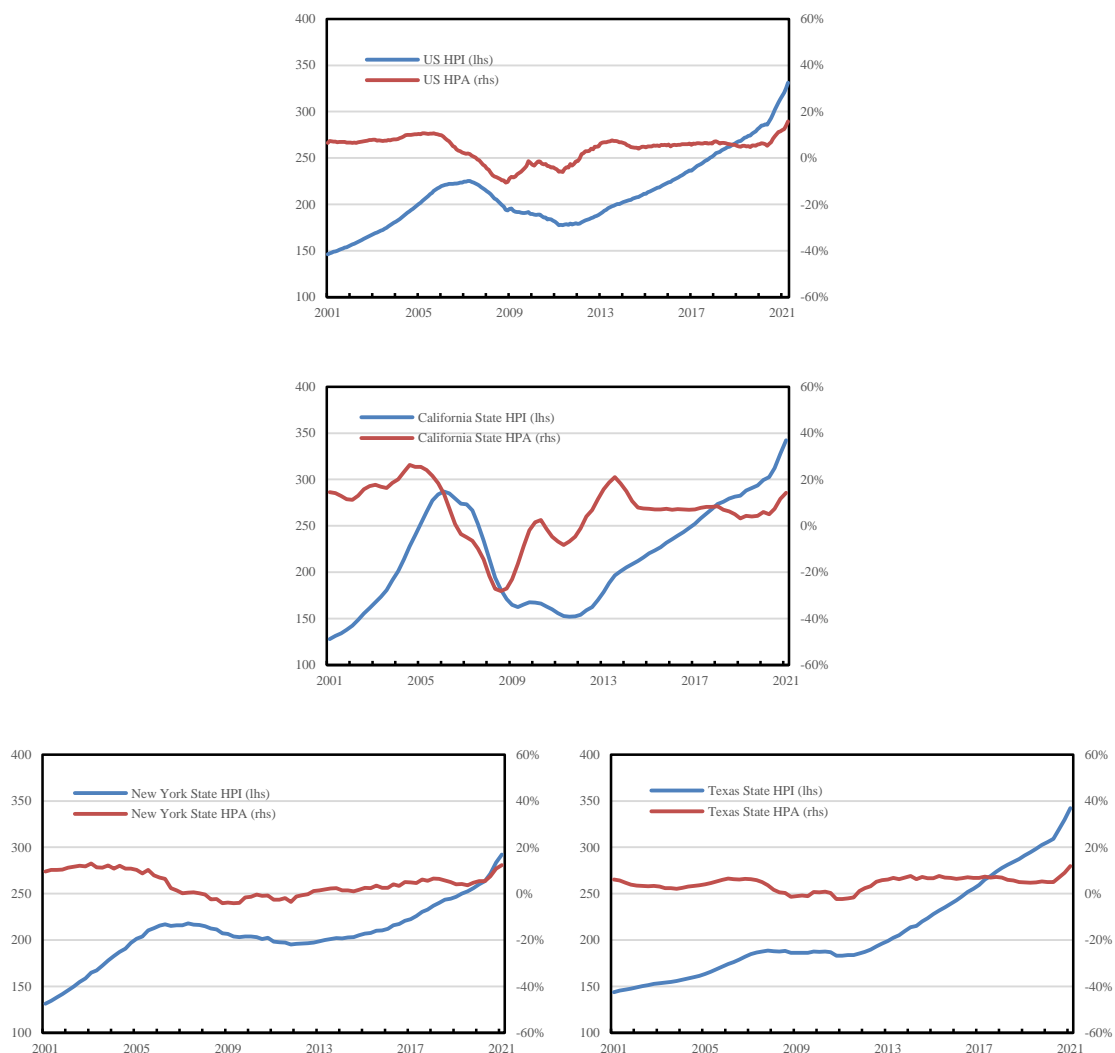 400 60%
US HPI (lhs)
350 40%
US HPA (rhs)
300 20%
250 0%
200 -20%
150 -40%
100 -60%
2001 2005 2009 2013 2017 2021
400 60%
California State HPI (lhs)
350 40%
California State HPA (rhs)
300 20%
250 0%
200 -20%
150 -40%
100 -60%
2001 2005 2009 2013 2017 2021
400 60%
New York State HPI (lhs)
350 40%
New York State HPA (rhs)
300 20%
250 0%
200 -20%
150 -40%
100 -60%
2001 2005 2009 2013 2017 2021
400 60%
Texas State HPI (lhs)
350 40%
Texas State HPA (rhs)
300 20%
250 0%
200 -20%
150 -40%
100 -60%
2001 2005 2009 2013 2017 2021